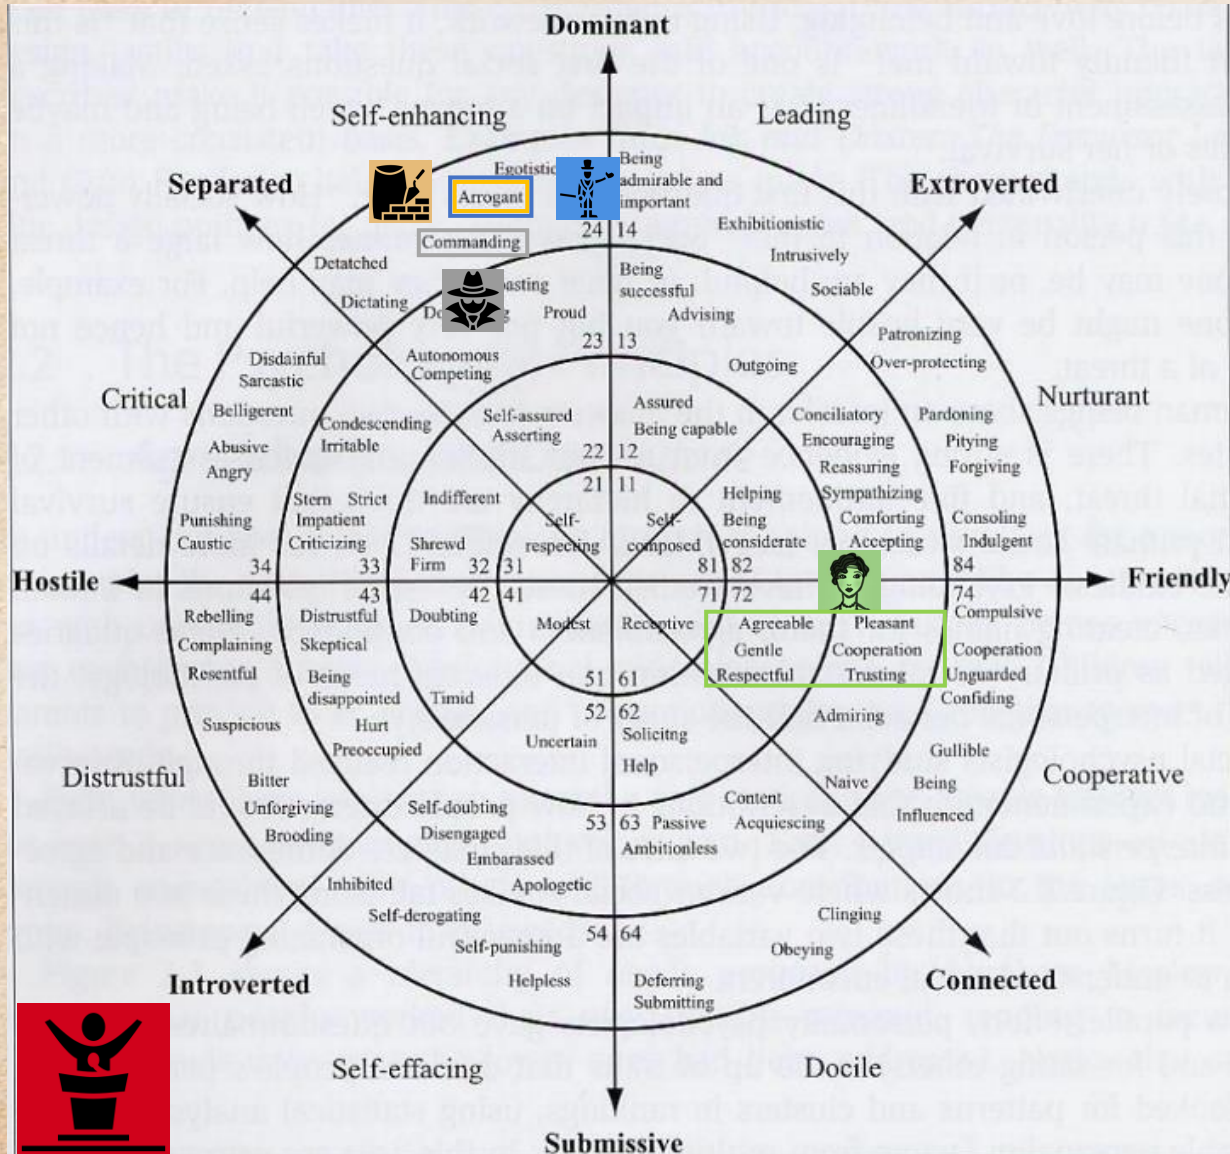 Dominant
Self-enhancing
Leading
Separated
Extroverted
Being
admirable and
important
Arrogant
Exhibitionistic
24 14
Commanding
Intrusively
Detatched
Being
successful
Sociable
Dictating
Proud
Advising
Patronizing
23 13
Over-protecting
Disdainful
Autonomous
Competing
Outgoing
Sarcastic
Critical
Nurturant
Belligerent
Condescending
Self-assured
Asserting
Assured
Being capable
Conciliatory
Pardoning
Irritable
Encouraging
Pitying
Abusive
Angry
22 12
Reassuring
Forgiving
21 11
Stern Strict
Indifferent
Helping
Sympathizing
Punishing
Impatient
Self-
respecting
Self-
composed
Being
considerate
Comforting
Consoling
Caustic
Criticizing
Shrewd
Firm
Accepting
Indulgent
34 33 32 31 81 82 84
Hostile
Friendly
44 43 42 41 71 72 74
Rebelling
Distrustful
Doubting
Modest
Receptive
Agreeable
Pleasant
Compulsive
Complaining
Skeptical
Gentle
Cooperation
Cooperation
Resentful
Being
disappointed
51 61
Respectful
Trusting
Unguarded
Timid
Confiding
52 62
Suspicious
Hurt
Uncertain
Solicitng
Admiring
Preoccupied
Help
Gullible
Distrustful
Cooperative
Bitter
Naive
Being
Influenced
Unforgiving
Self-doubting
Content
Brooding
Disengaged
53 63 Passive
Acquiescing
Embarassed
Ambitionless
Inhibited
Apologetic
Self-derogating
Clinging
54 64
Self-punishing
Obeying
Helpless
Deferring
Submitting
Introverted
Connected
Self-effacing
Docile
Submissive